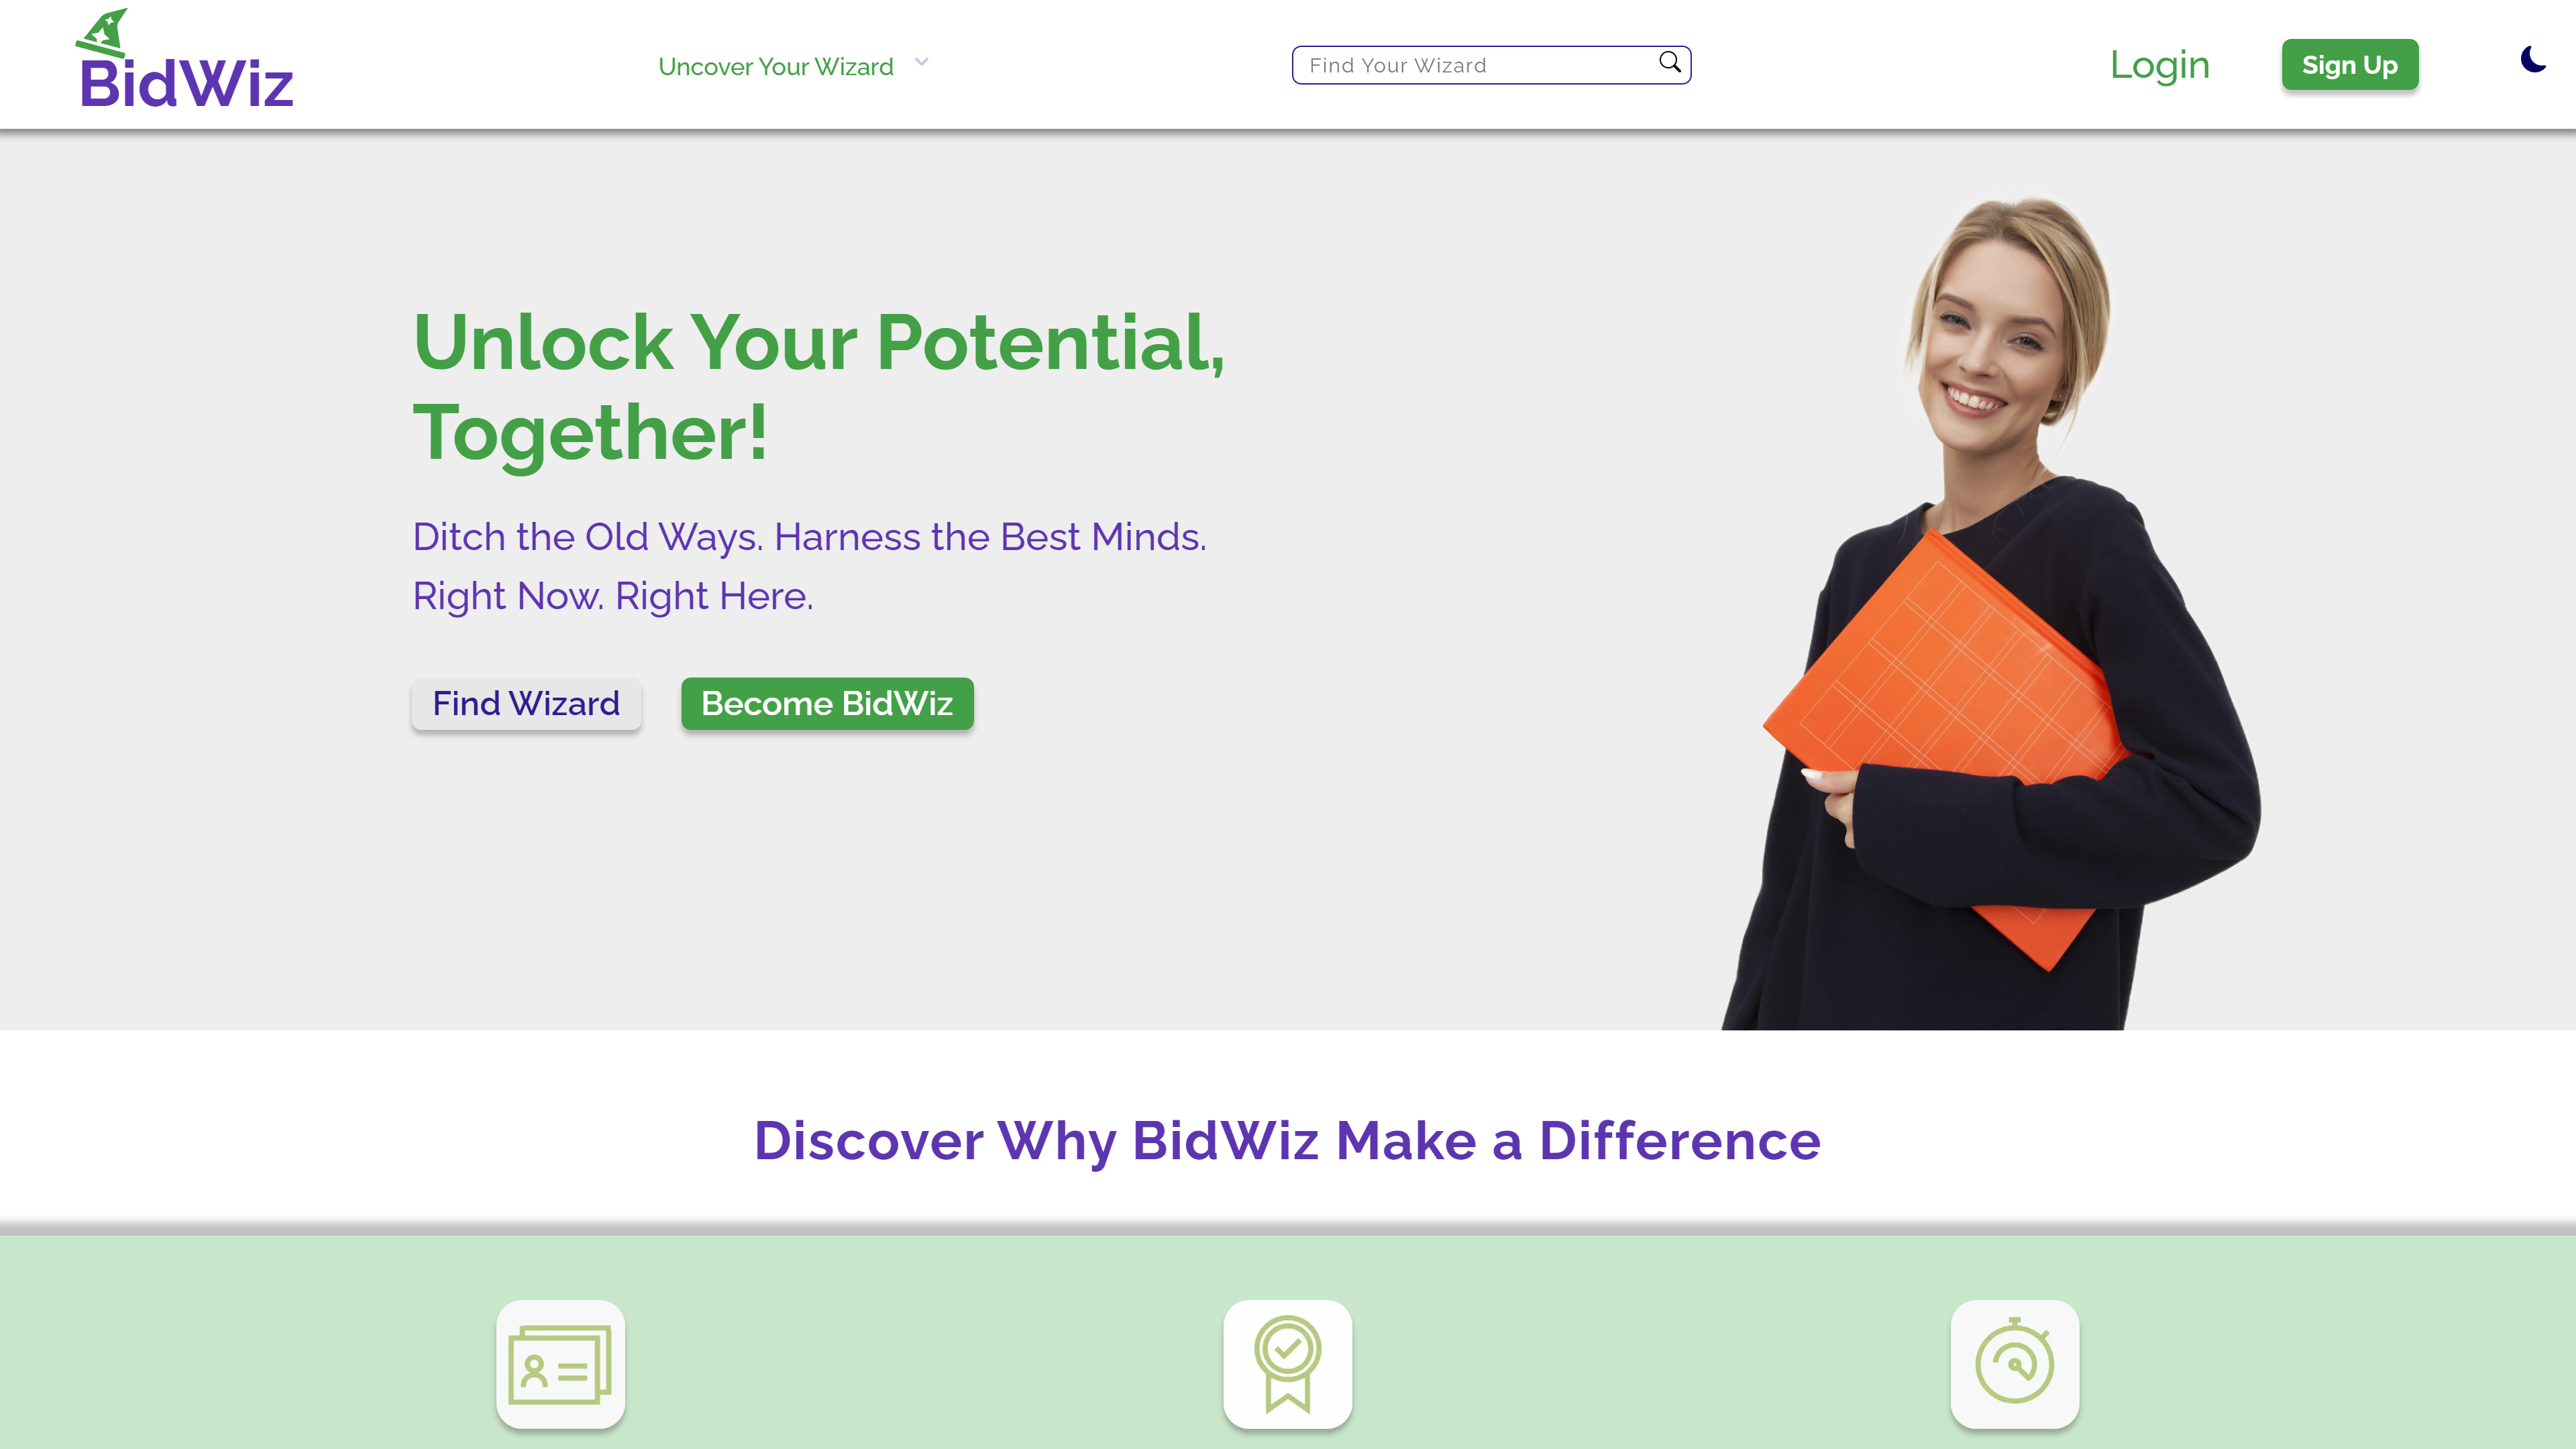 BidWiz
Uncover Your Wizard
Find Your Wizard
Login
Sign Up
Unlock Your Potential,
Together!
Ditch the Old Ways. Harness the Best Minds.
Right Now. Right Here.
Find Wizard
Become BidWiz
Discover Why BidWiz Make a Difference